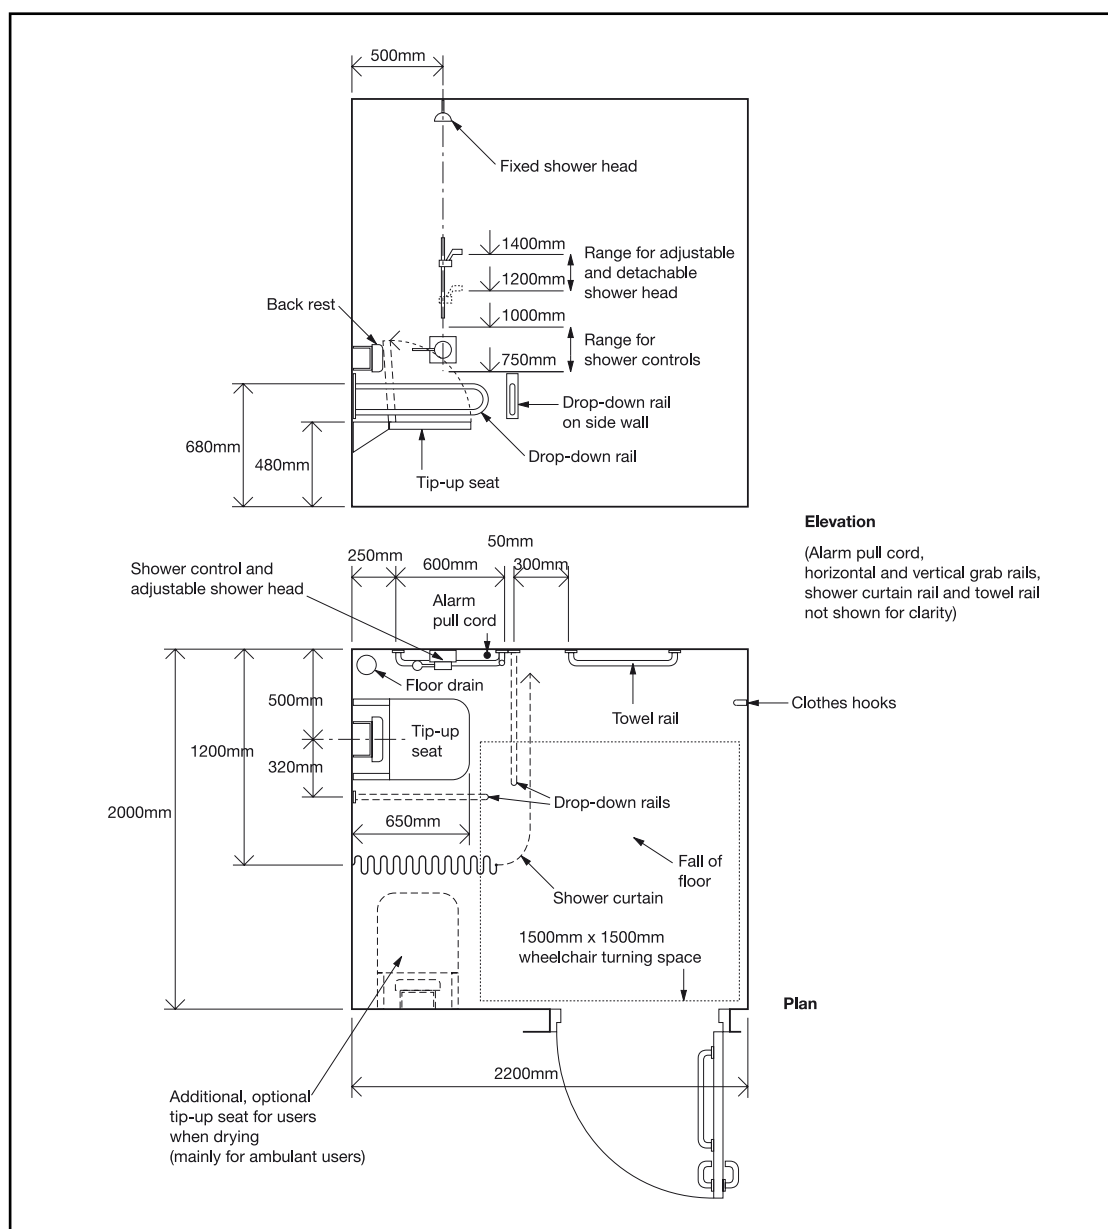 500mm
Fixed shower head
1400mm
Range for adjustable
and detachable
shower head
1200mm
Back rest
1000mm
Range for
shower controls
750mm
Drop-down rail
on side wall
680mm
480mm
Drop-down rail
Tip-up seat
Elevation
(Alarm pull cord,
horizontal and vertical grab rails,
shower curtain rail and towel rail
not shown for clarity)
50mm
250mm
600mm
300mm
Shower control and
adjustable shower head
Alarm
pull cord
Floor drain
Towel rail
Clothes hooks
500mm
1200mm
320mm
2000mm
Tip-up
seat
Drop-down rails
650mm
Fall of
floor
Shower curtain
1500mm x 1500mm
wheelchair turning space
Plan
2200mm
Additional, optional
tip-up seat for users
when drying
(mainly for ambulant users)